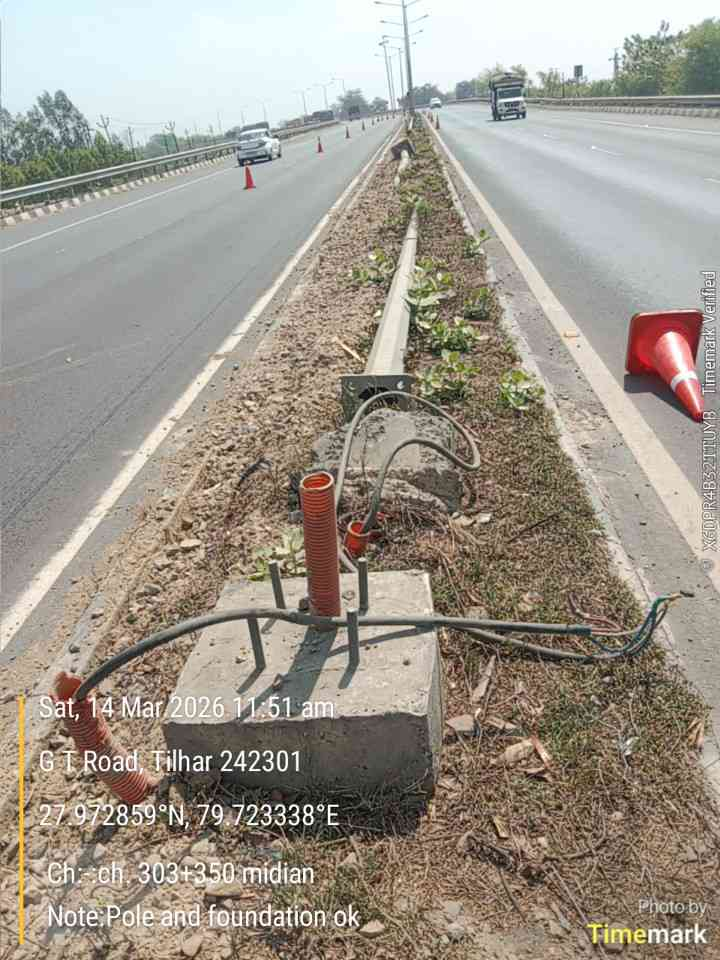 Sat, 14 Mar 2026 11:51 am
G T Road, Tilhar 242301
27.972859°N, 79.723338°E
Ch:-:ch. 303+350 midian
Note:Pole and foundation ok
Photo by
Timemark
© X6DPR4B32TTUYB Timemark Verified